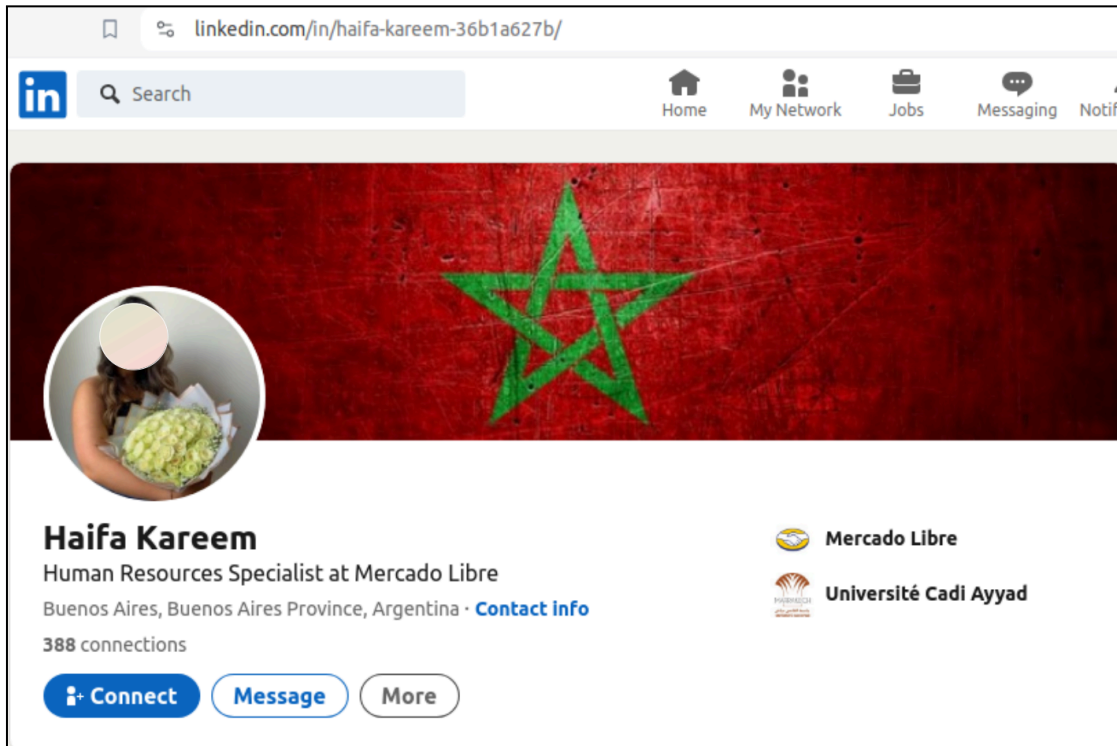 linkedin.com/in/haifa-kareem-36b1a627b/
in
Search
Home
My Network
Jobs
Messaging
Haifa Kareem
Human Resources Specialist at Mercado Libre
Buenos Aires, Buenos Aires Province, Argentina · Contact info
388 connections
Connect
Message
More
Mercado Libre
Université Cadi Ayyad